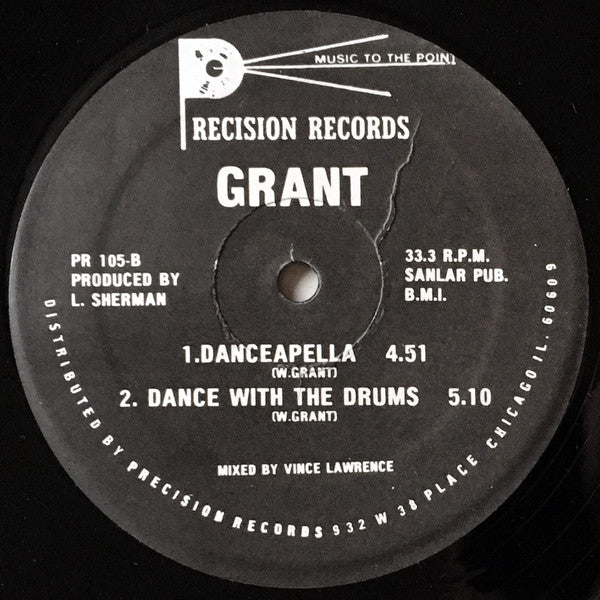 MUSIC TO THE POINT
PRECISION RECORDS
GRANT
PR 105-B
PRODUCED BY
L. SHERMAN
33.3 R.P.M.
SANLAR PUB.
B.M.I.
1.DANCEAPELLA 4.51
(W.GRANT)
2. DANCE WITH THE DRUMS 5.10
(W.GRANT)
MIXED BY VINCE LAWRENCE
DISTRIBUTED BY PRECISION RECORDS 932 W 38 PLACE CHICAGO IL. 60609